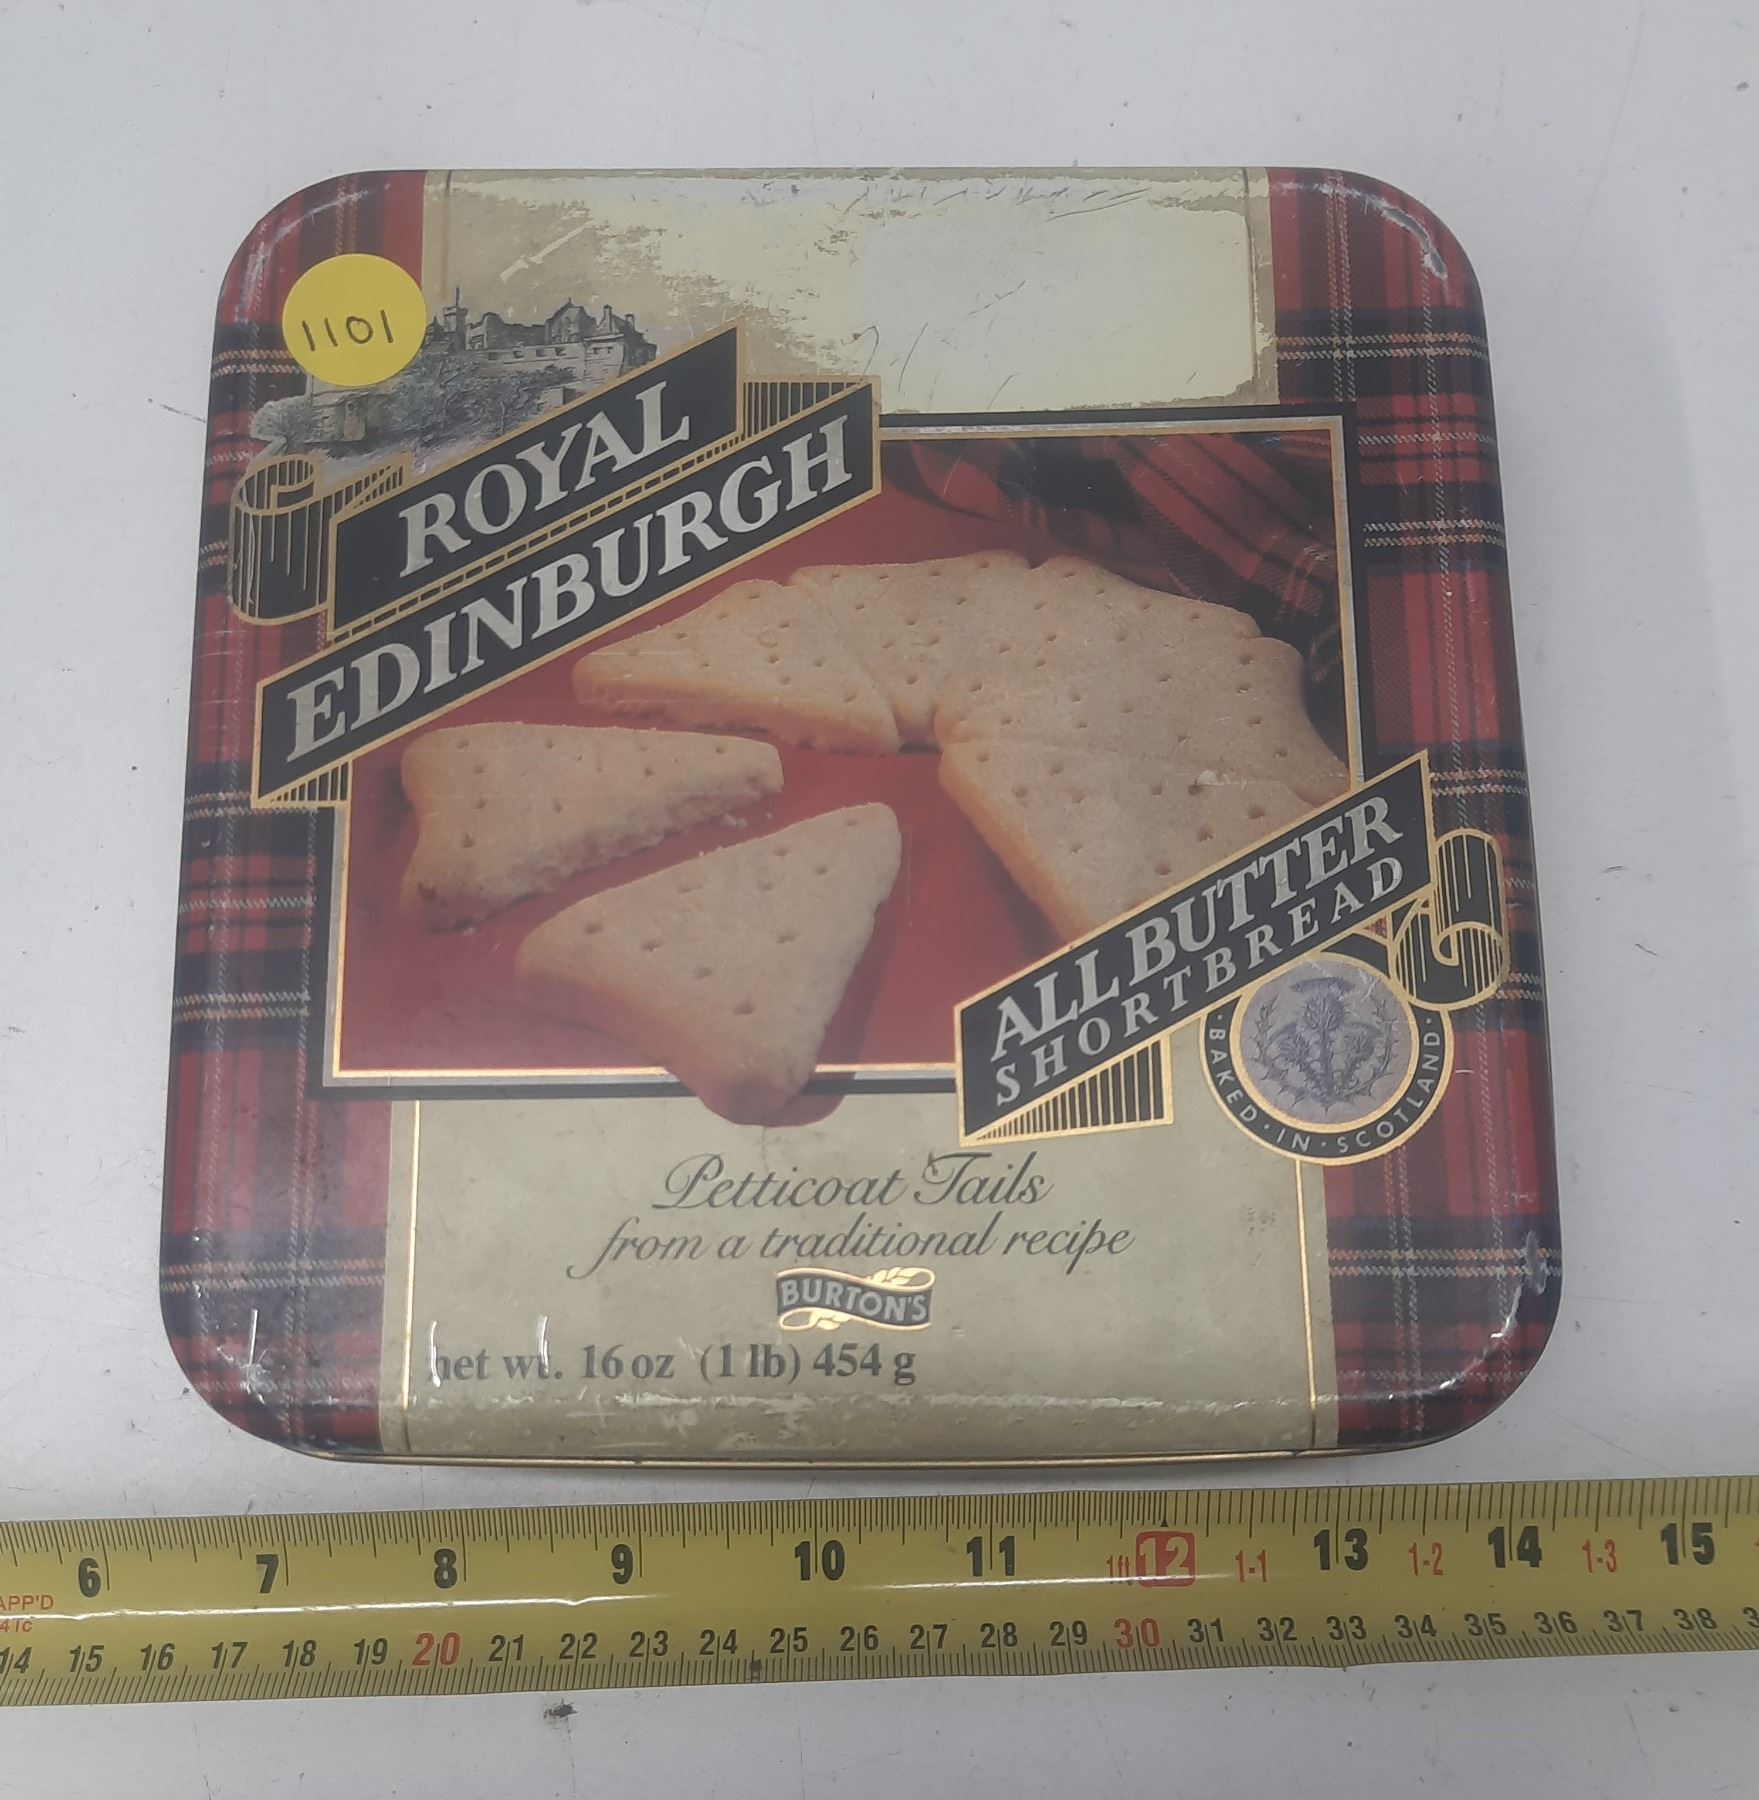 1101
ROYAL
EDINBURGH
ALL BUTTER
SHORTBREAD
BAKED·IN·SCOTLAND
Petticoat Tails
from a traditional recipe
BURTON'S
net wt. 16 oz (1 lb) 454 g
6 7 8 9 10 11 1ft 12 1-1 13 1-2 14 1-3 15
APP'D
14 15 16 17 18 19 20 21 22 23 24 25 26 27 28 29 30 31 32 33 34 35 36 37 38